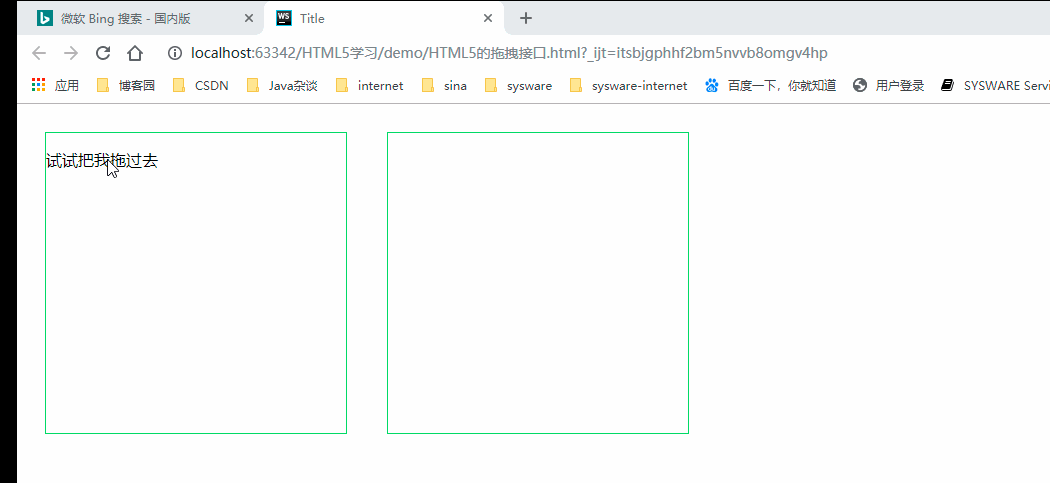 微软 Bing 搜索 - 国内版
WS Title
localhost:63342/HTML5学习/demo/HTML5的拖拽接口.html?_ijt=itsbjgphhf2bm5nvvb8omgv4hp
应用 博客园 CSDN Java杂谈 internet sina sysware sysware-internet 百度一下，你就知道 用户登录 SYSWARE Servi
试试把我拖过去